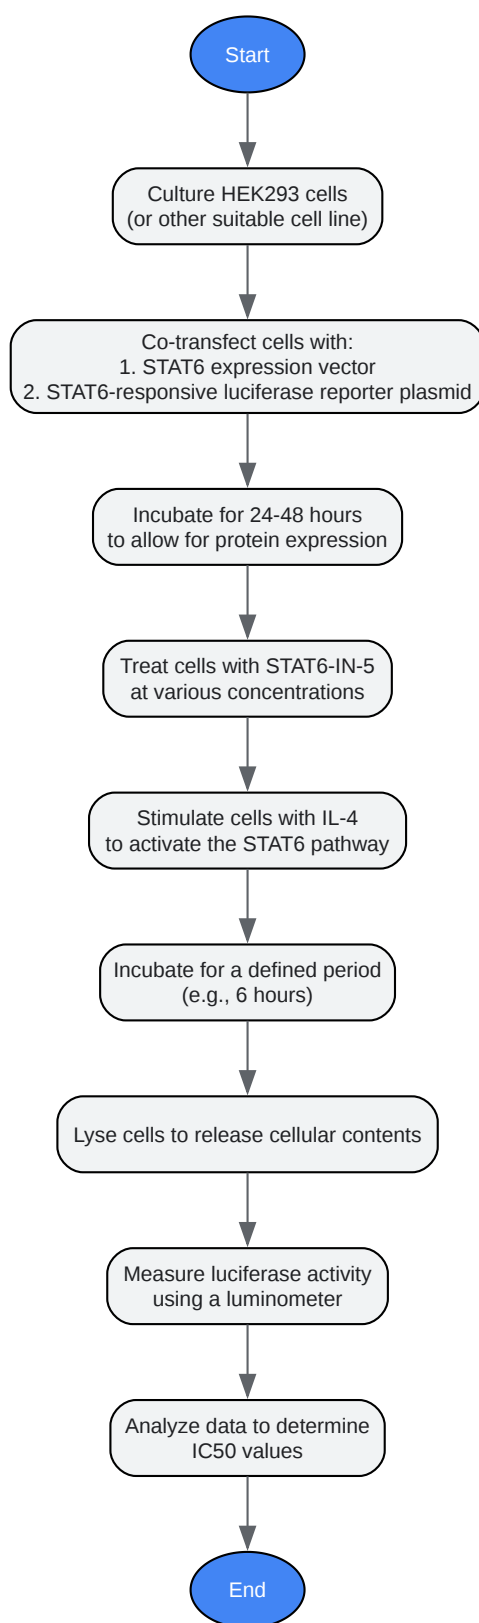 Start
Culture HEK293 cells
(or other suitable cell line)
Co-transfect cells with:
1. STAT6 expression vector
2. STAT6-responsive luciferase reporter plasmid
Incubate for 24-48 hours
to allow for protein expression
Treat cells with STAT6-IN-5
at various concentrations
Stimulate cells with IL-4
to activate the STAT6 pathway
Incubate for a defined period
(e.g., 6 hours)
Lyse cells to release cellular contents
Measure luciferase activity
using a luminometer
Analyze data to determine
IC50 values
End